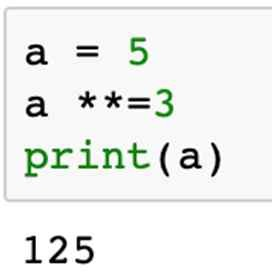 a = 5
a **=3
print(a)
125